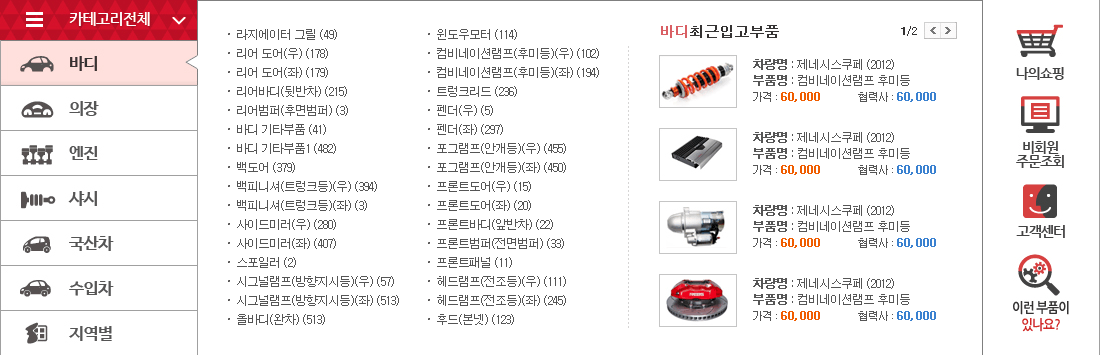 카테고리전체
바디
의장
엔진
샤시
국산차
수입차
지역별
· 라지에이터 그릴 (49)
· 리어 도어(우) (178)
· 리어 도어(좌) (179)
· 리어바디(뒷반차) (215)
· 리어범퍼(후면범퍼) (3)
· 바디 기타부품 (41)
· 바디 기타부품1 (482)
· 백도어 (379)
· 백피니셔(트렁크등)(우) (394)
· 백피니셔(트렁크등)(좌) (3)
· 사이드미러(우) (280)
· 사이드미러(좌) (407)
· 스포일러 (2)
· 시그널램프(방향지시등)(우) (57)
· 시그널램프(방향지시등)(좌) (513)
· 올바디(완차) (513)
· 윈도우모터 (114)
· 컴비네이션램프(후미등)(우) (102)
· 컴비네이션램프(후미등)(좌) (194)
· 트렁크리드 (236)
· 펜더(우) (5)
· 펜더(좌) (297)
· 포그램프(안개등)(우) (455)
· 포그램프(안개등)(좌) (450)
· 프론트도어(우) (15)
· 프론트도어(좌) (20)
· 프론트바디(앞반차) (22)
· 프론트범퍼(전면범퍼) (33)
· 프론트패널 (11)
· 헤드램프(전조등)(우) (111)
· 헤드램프(전조등)(좌) (245)
· 후드(본넷) (123)
바디최근입고부품 1/2
차량명 : 제네시스쿠페 (2012)
부품명 : 컴비네이션램프 후미등
가격 : 60,000 협력사 : 60,000
차량명 : 제네시스쿠페 (2012)
부품명 : 컴비네이션램프 후미등
가격 : 60,000 협력사 : 60,000
차량명 : 제네시스쿠페 (2012)
부품명 : 컴비네이션램프 후미등
가격 : 60,000 협력사 : 60,000
차량명 : 제네시스쿠페 (2012)
부품명 : 컴비네이션램프 후미등
가격 : 60,000 협력사 : 60,000
나의쇼핑
비회원
주문조회
고객센터
이런 부품이
있나요?